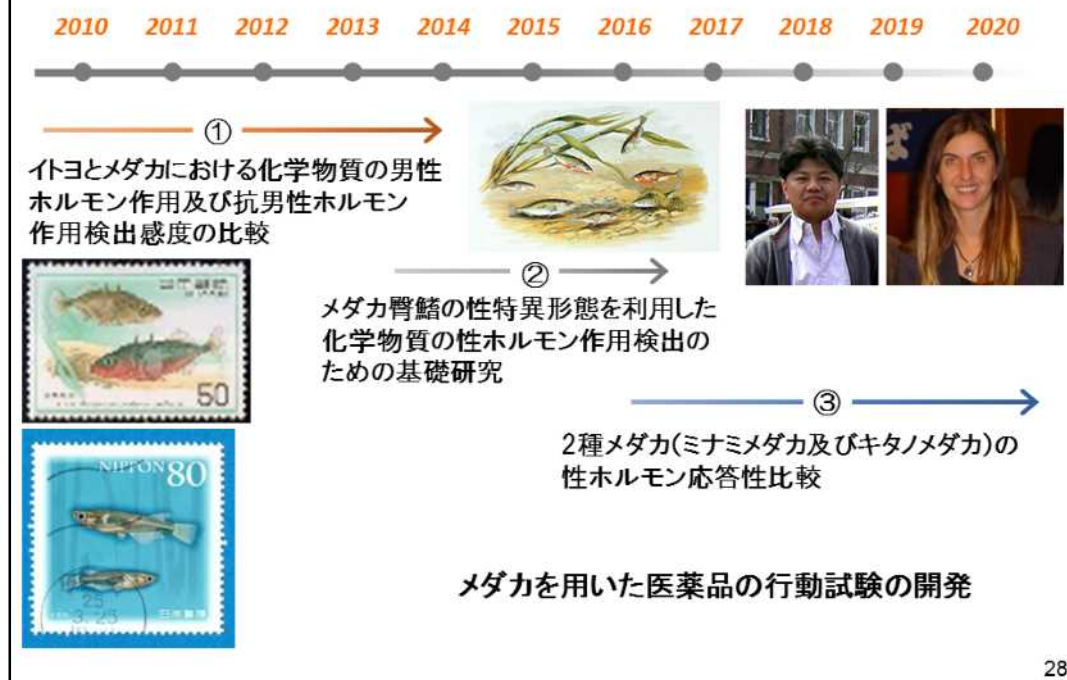 2010 2011 2012 2013 2014 2015 2016 2017 2018 2019 2020
①
イトヨとメダカにおける化学物質の男性
ホルモン作用及び抗男性ホルモン
作用検出感度の比較
②
メダカ臀鰭の性特異形態を利用した
化学物質の性ホルモン作用検出の
ための基礎研究
③
2種メダカ(ミナミメダカ及びキタノメダカ)の
性ホルモン応答性比較
50
NIPPON 80
25
3.25
日本郵便
メダカを用いた医薬品の行動試験の開発
28